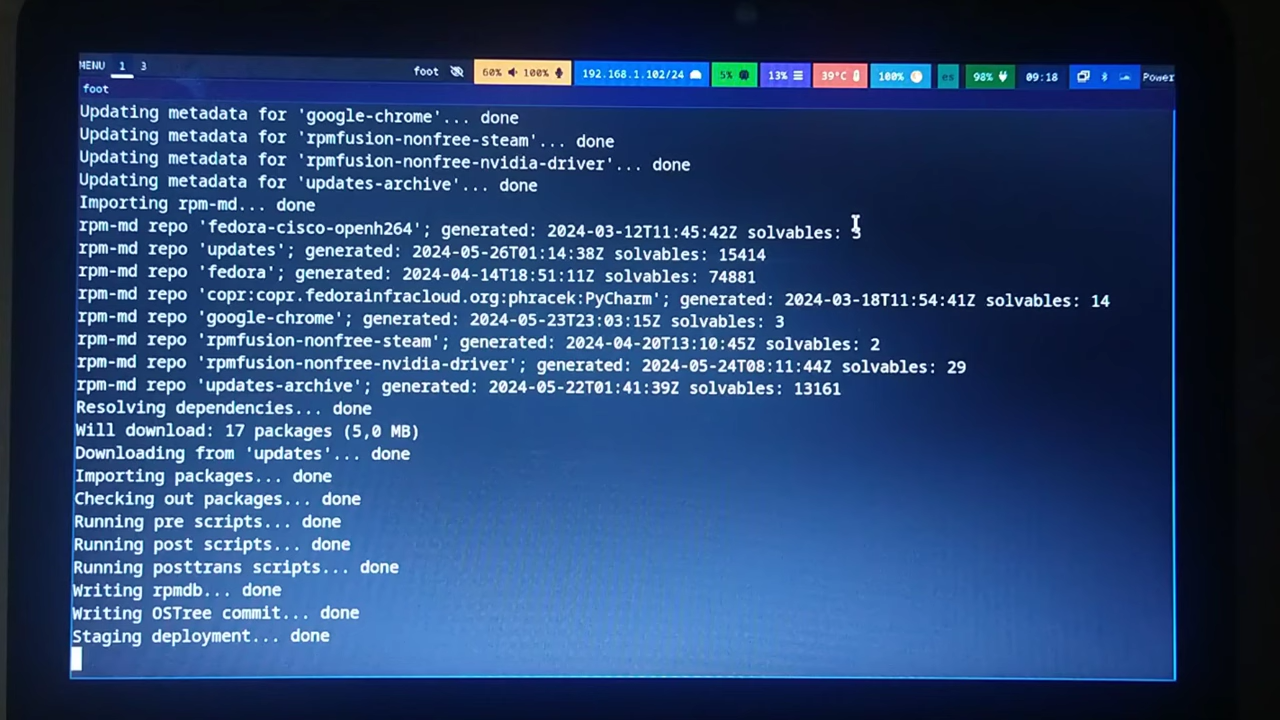 MENU 1 3 foot 60% 100% 192.168.1.102/24 5% 13% 39°C 100% es 98% 09:18 Power
foot
Updating metadata for 'google-chrome'... done
Updating metadata for 'rpmfusion-nonfree-steam'... done
Updating metadata for 'rpmfusion-nonfree-nvidia-driver'... done
Updating metadata for 'updates-archive'... done
Importing rpm-md... done
rpm-md repo 'fedora-cisco-openh264'; generated: 2024-03-12T11:45:42Z solvables:
rpm-md repo 'updates'; generated: 2024-05-26T01:14:38Z solvables: 15414
rpm-md repo 'fedora'; generated: 2024-04-14T18:51:11Z solvables: 74881
rpm-md repo 'copr:copr.fedorainfracloud.org:phracek:PyCharm'; generated: 2024-03-18T11:54:41Z solvables: 14
rpm-md repo 'google-chrome'; generated: 2024-05-23T23:03:15Z solvables: 3
rpm-md repo 'rpmfusion-nonfree-steam'; generated: 2024-04-20T13:10:45Z solvables: 2
rpm-md repo 'rpmfusion-nonfree-nvidia-driver'; generated: 2024-05-24T08:11:44Z solvables: 29
rpm-md repo 'updates-archive'; generated: 2024-05-22T01:41:39Z solvables: 13161
Resolving dependencies... done
Will download: 17 packages (5,0 MB)
Downloading from 'updates'... done
Importing packages... done
Checking out packages... done
Running pre scripts... done
Running post scripts... done
Running posttrans scripts... done
Writing rpmdb... done
Writing OSTree commit... done
Staging deployment... done